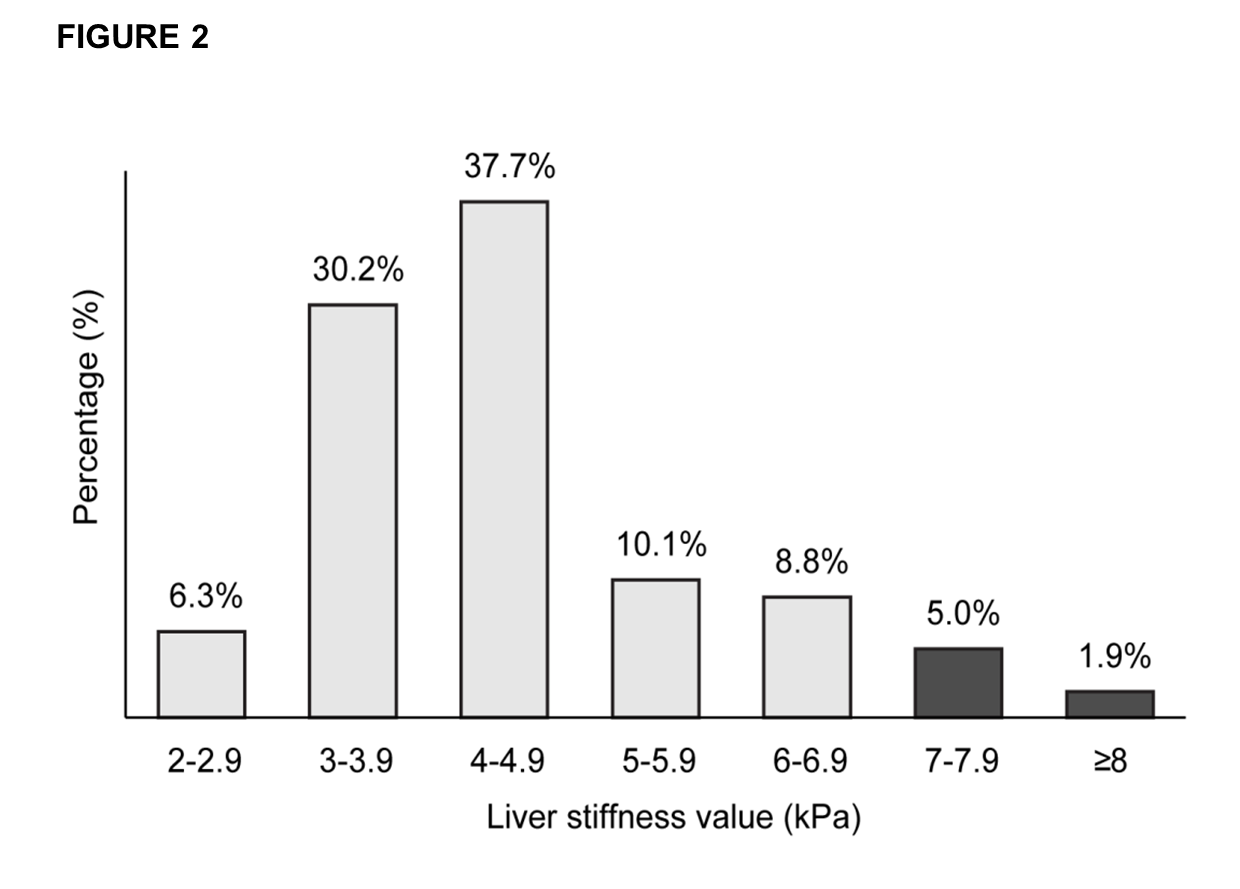 FIGURE 2
37.7%
30.2%
10.1%
8.8%
6.3%
5.0%
1.9%
Percentage (%)
2-2.9 3-3.9 4-4.9 5-5.9 6-6.9 7-7.9 ≥8
Liver stiffness value (kPa)